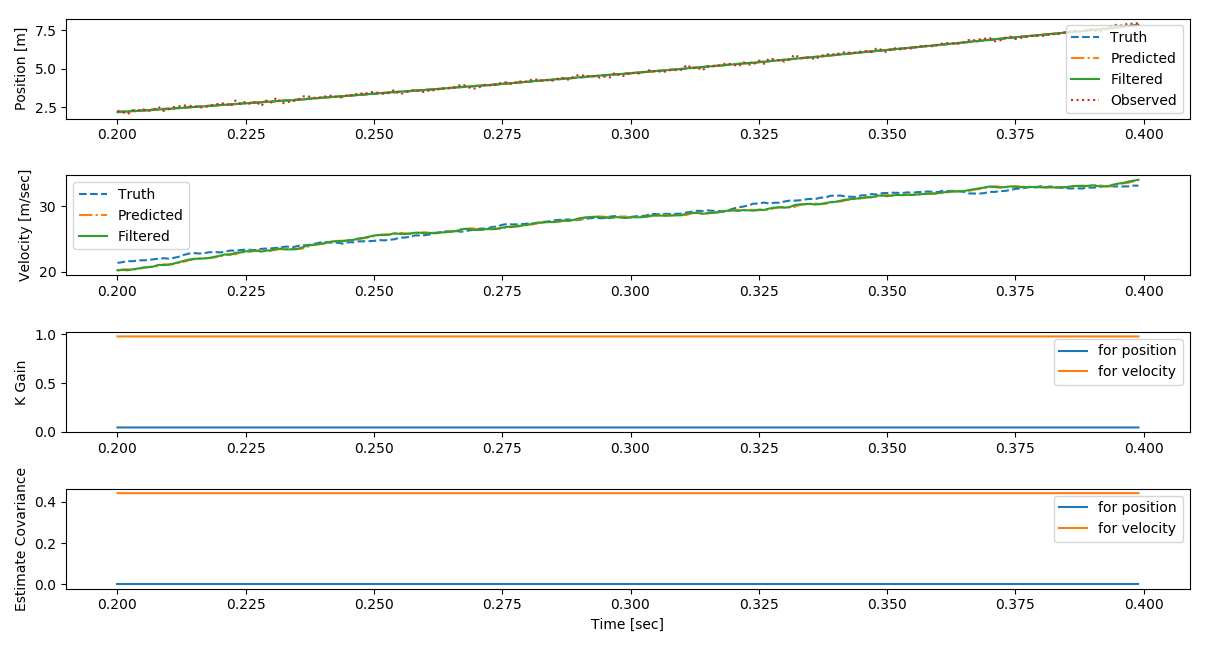 Position [m]
7.5
5.0
2.5
Truth
Predicted
Filtered
Observed
0.200 0.225 0.250 0.275 0.300 0.325 0.350 0.375 0.400
Velocity [m/sec]
30
20
Truth
Predicted
Filtered
0.200 0.225 0.250 0.275 0.300 0.325 0.350 0.375 0.400
K Gain
1.0
0.5
0.0
for position
for velocity
0.200 0.225 0.250 0.275 0.300 0.325 0.350 0.375 0.400
Estimate Covariance
0.4
0.2
0.0
for position
for velocity
0.200 0.225 0.250 0.275 0.300 0.325 0.350 0.375 0.400
Time [sec]